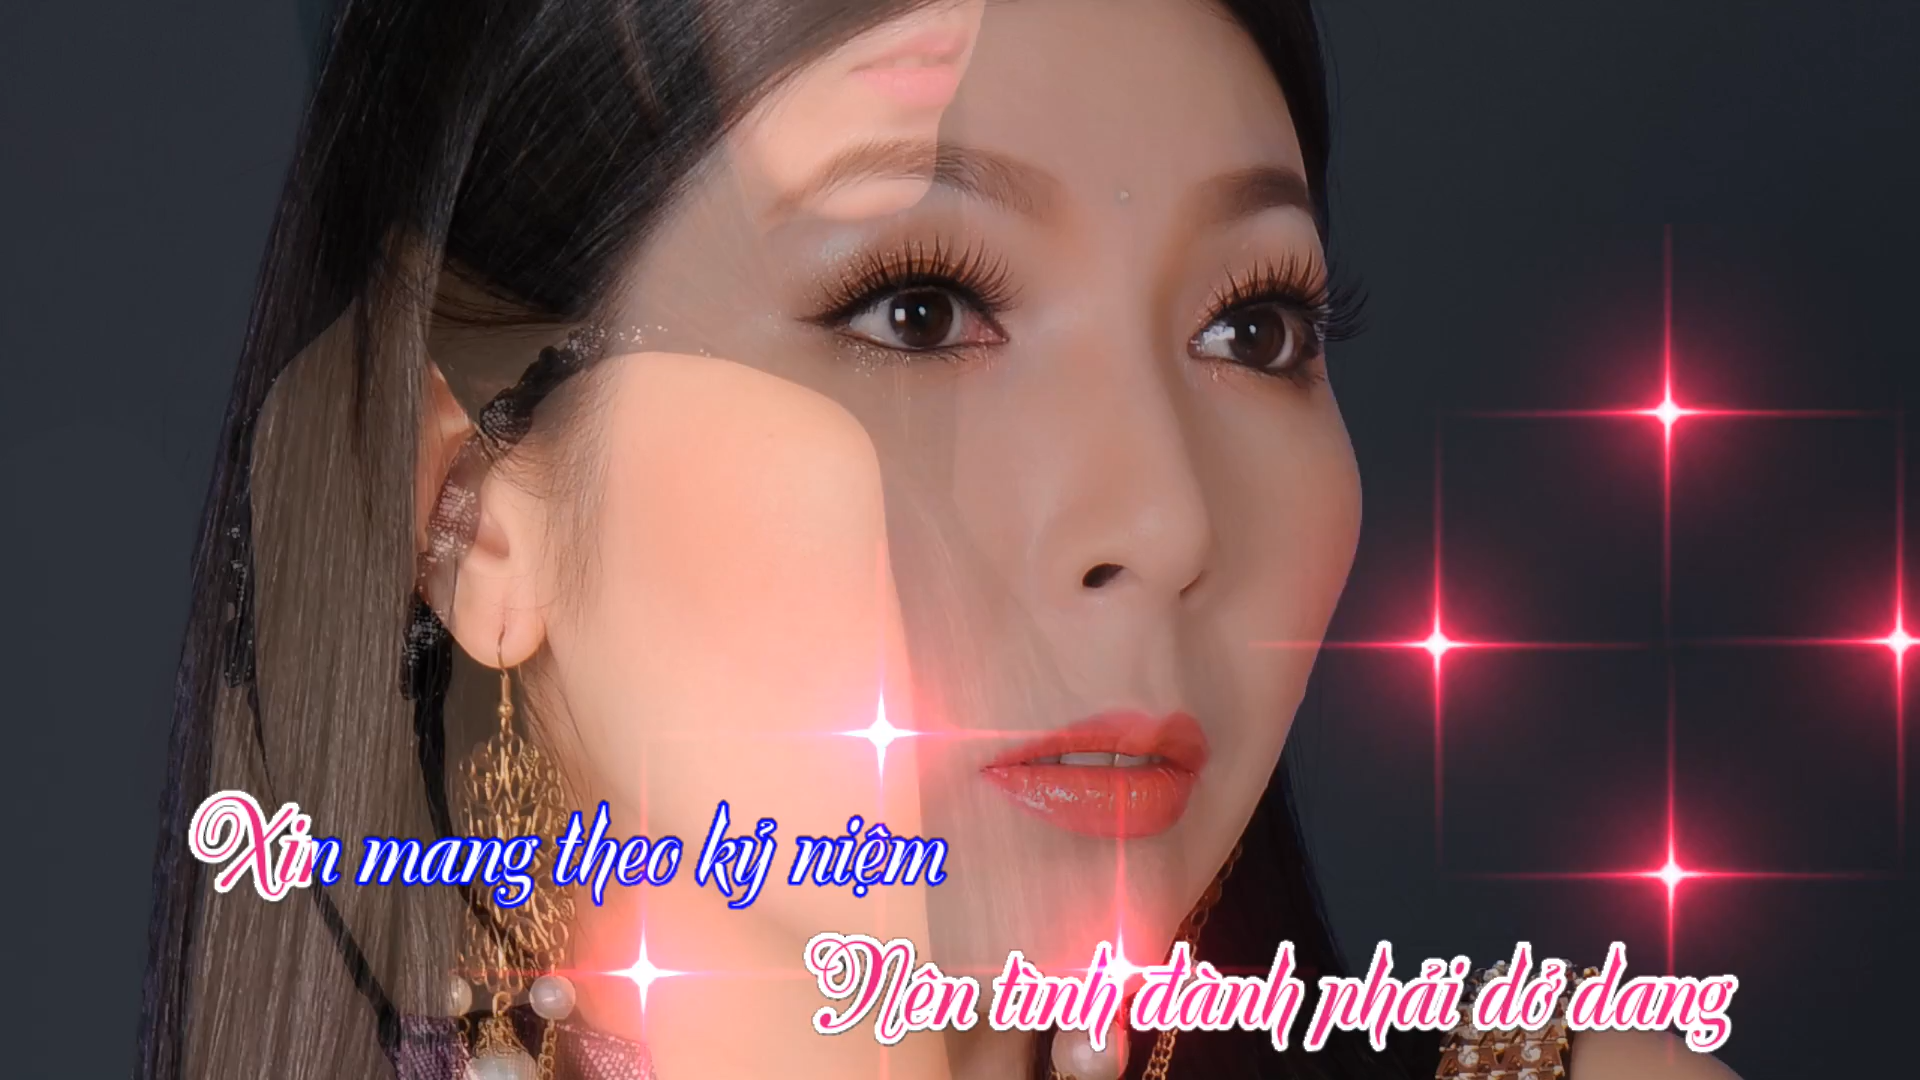 Xin mang theo kỷ niệm
Nên tình đành phải dở dang